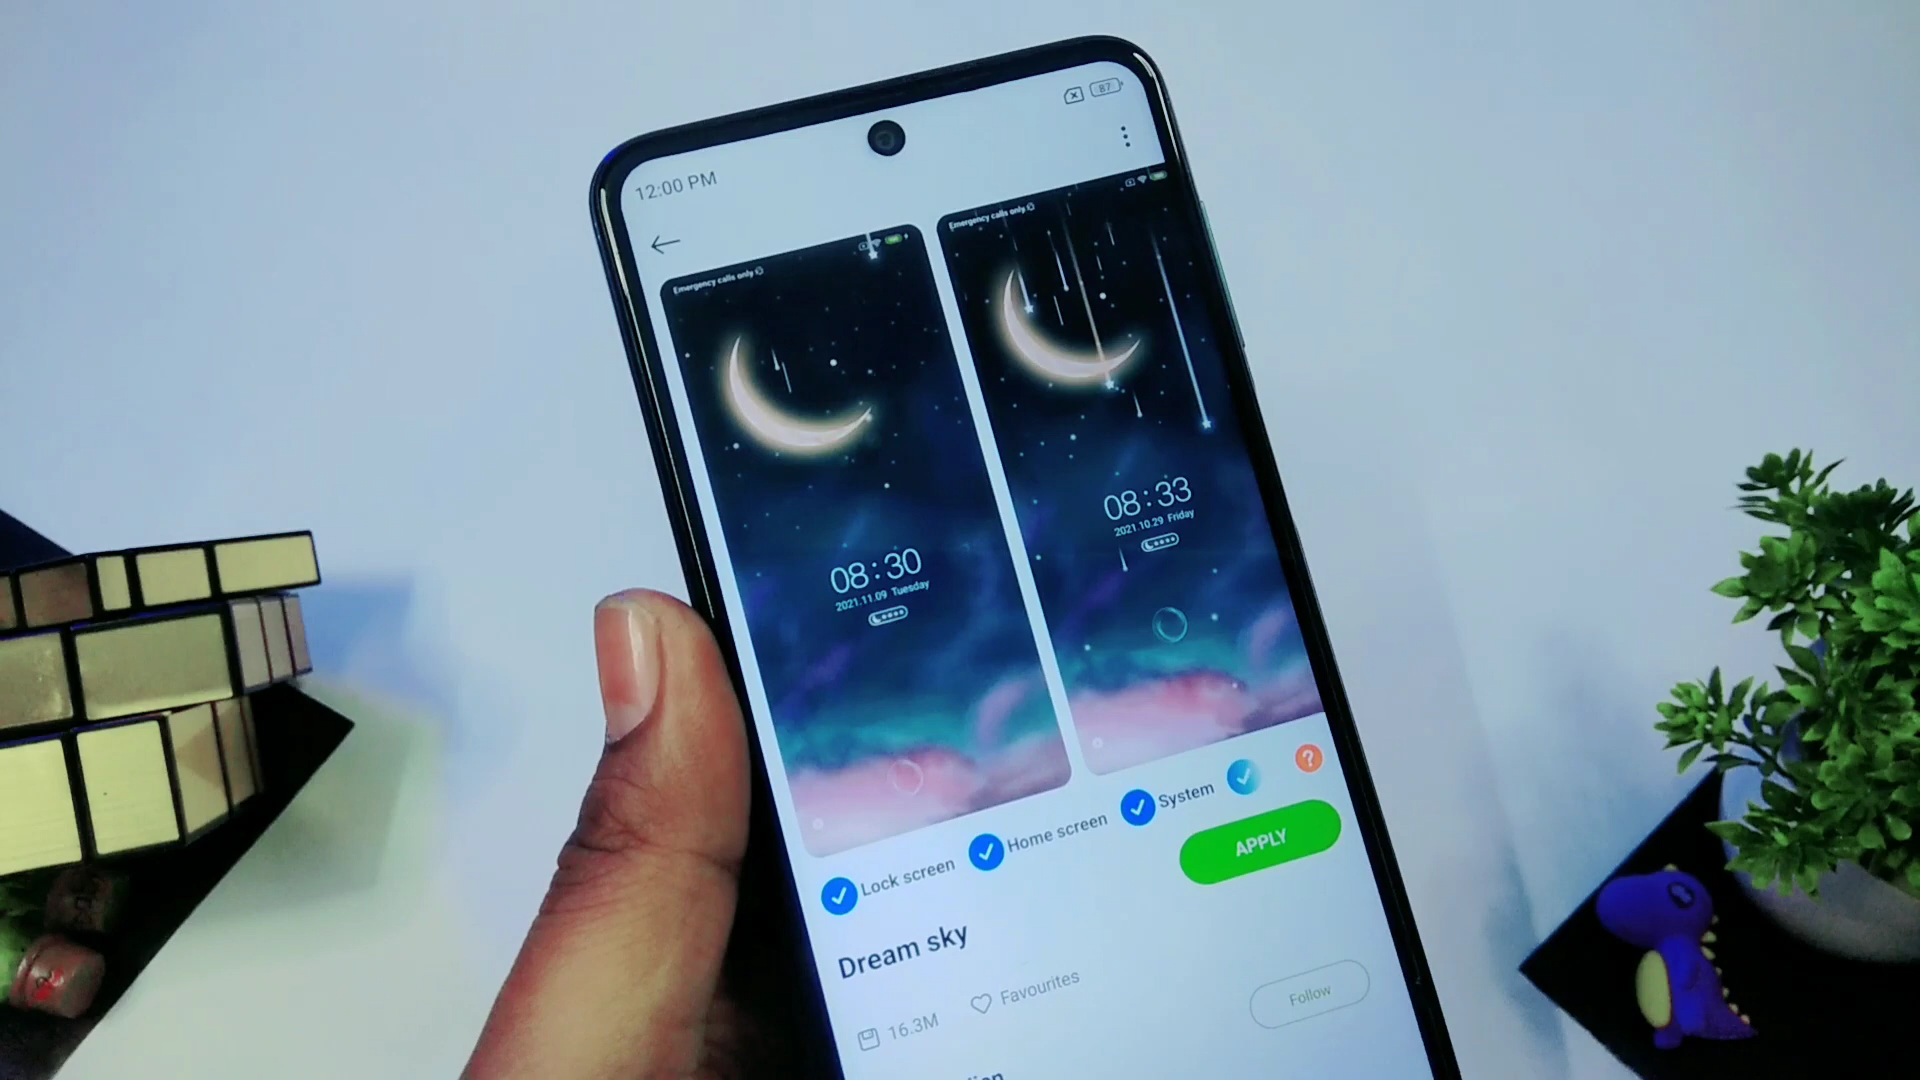 12:00 PM
87
Emergency calls only
08:30
2021.11.09 Tuesday
Emergency calls only
08:33
2021.10.29 Friday
Lock screen
Home screen
System
?
APPLY
Dream sky
16.3M
Favourites
Follow